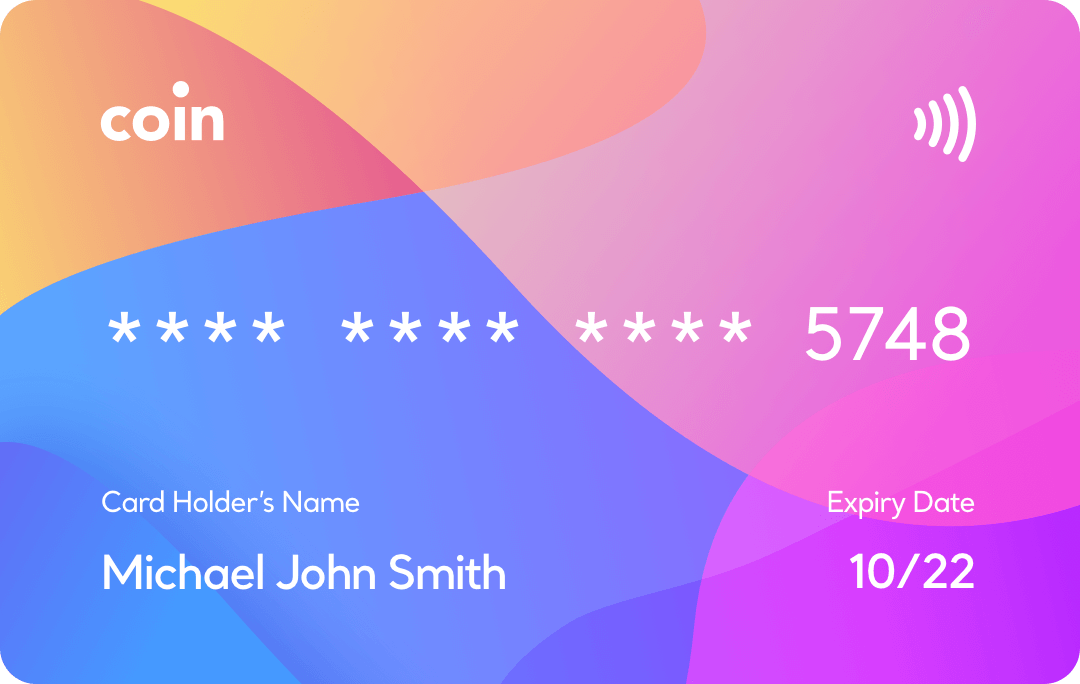 coin
**** **** **** 5748
Card Holder’s Name
Expiry Date
Michael John Smith
10/22